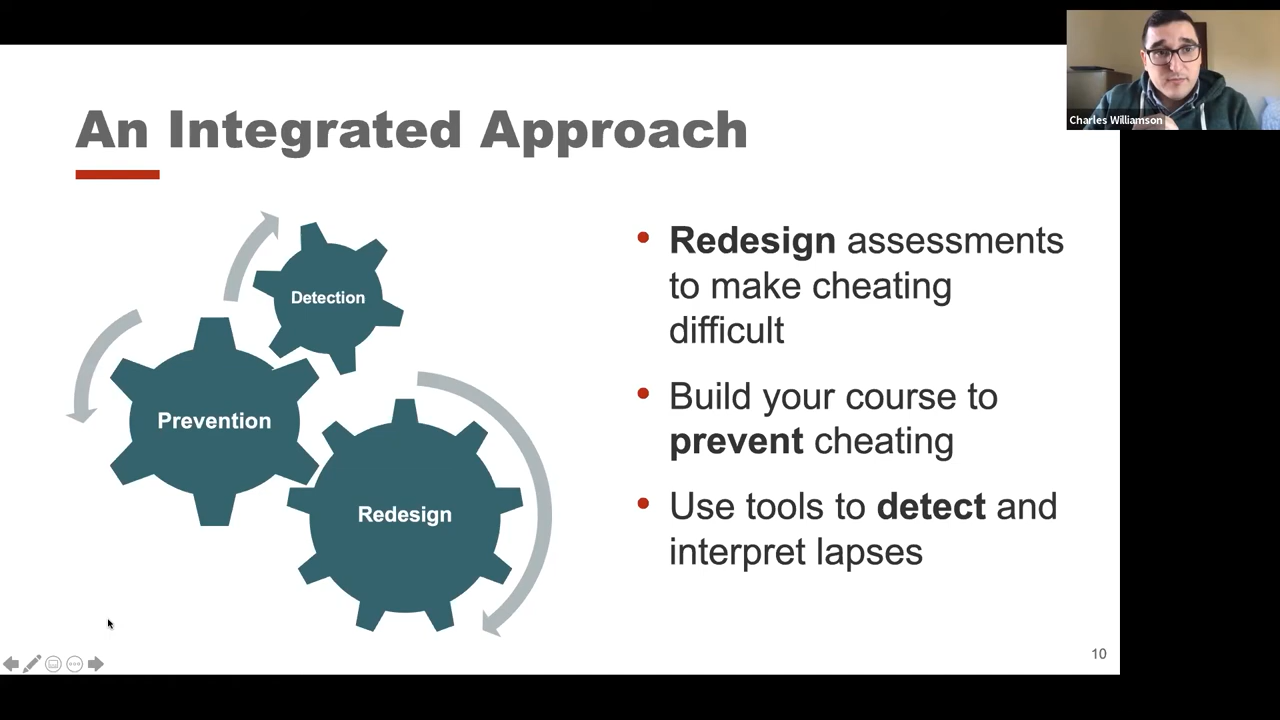 An Integrated Approach
Charles Williamson
Detection
Prevention
Redesign
• Redesign assessments
to make cheating
difficult
• Build your course to
prevent cheating
• Use tools to detect and
interpret lapses
10